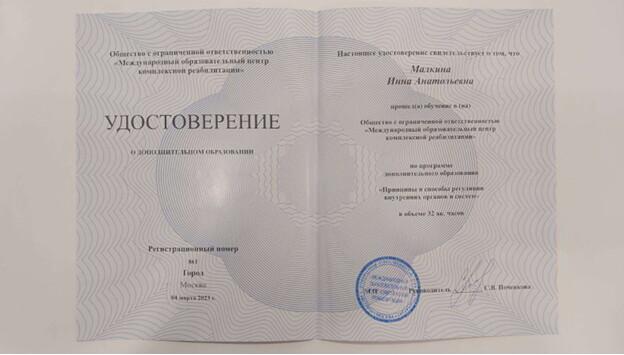 Общество с ограниченной ответственностью
«Международный образовательный центр
комплексной реабилитации»
УДОСТОВЕРЕНИЕ
О ДОПОЛНИТЕЛЬНОМ ОБРАЗОВАНИИ
Регистрационный номер
861
Город
Москва
04 марта 2023 г.
Настоящее удостоверение свидетельствует о том, что
Малкина
Инна Анатольевна
прошел(а) обучение в (на)
Общество с ограниченной ответственностью
«Международный образовательный центр
комплексной реабилитации»
по программе
дополнительного образования
«Принципы и способы регуляции
внутренних органов и систем»
в объеме 32 ак. часов
Руководитель